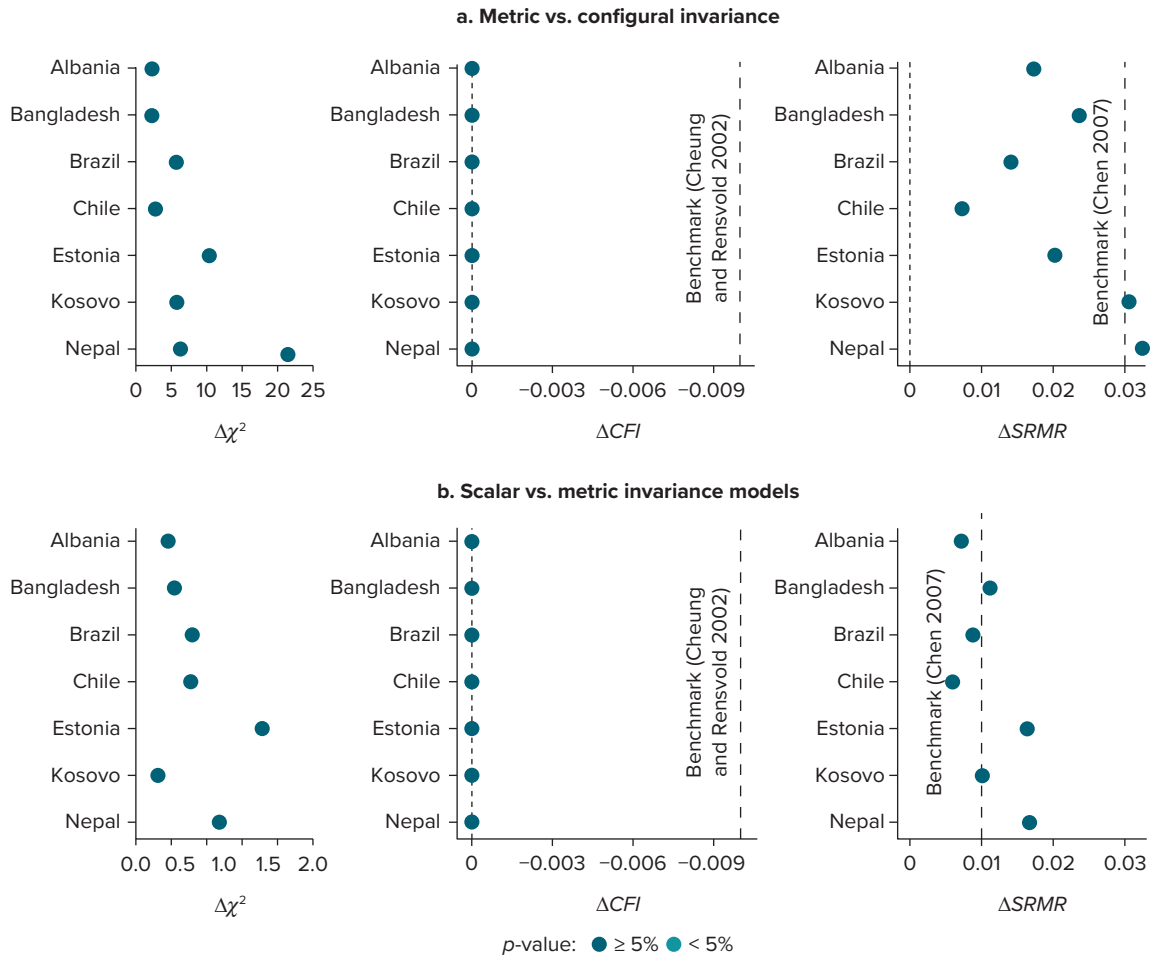 a. Metric vs. configural invariance
Albania
Bangladesh
Brazil
Chile
Estonia
Kosovo
Nepal
0 5 10 15 20 25
Δχ²
Albania
Bangladesh
Brazil
Chile
Estonia
Kosovo
Nepal
Benchmark (Cheung
and Rensvold 2002)
0 −0.003 −0.006 −0.009
ΔCFI
Albania
Bangladesh
Brazil
Chile
Estonia
Kosovo
Nepal
Benchmark (Chen 2007)
0 0.01 0.02 0.03
ΔSRMR
b. Scalar vs. metric invariance models
Albania
Bangladesh
Brazil
Chile
Estonia
Kosovo
Nepal
0.0 0.5 1.0 1.5 2.0
Δχ²
Albania
Bangladesh
Brazil
Chile
Estonia
Kosovo
Nepal
Benchmark (Cheung
and Rensvold 2002)
0 −0.003 −0.006 −0.009
ΔCFI
Albania
Bangladesh
Brazil
Chile
Estonia
Kosovo
Nepal
Benchmark (Chen 2007)
0 0.01 0.02 0.03
ΔSRMR
p-value: ≥ 5% < 5%